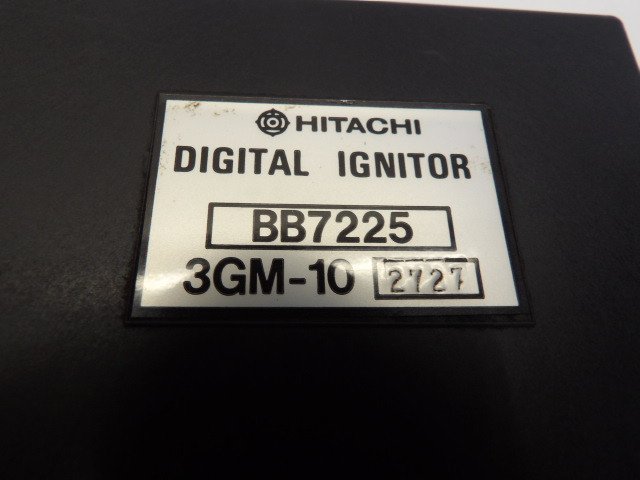 HITACHI
DIGITAL IGNITOR
BB7225
3GM-10 2727